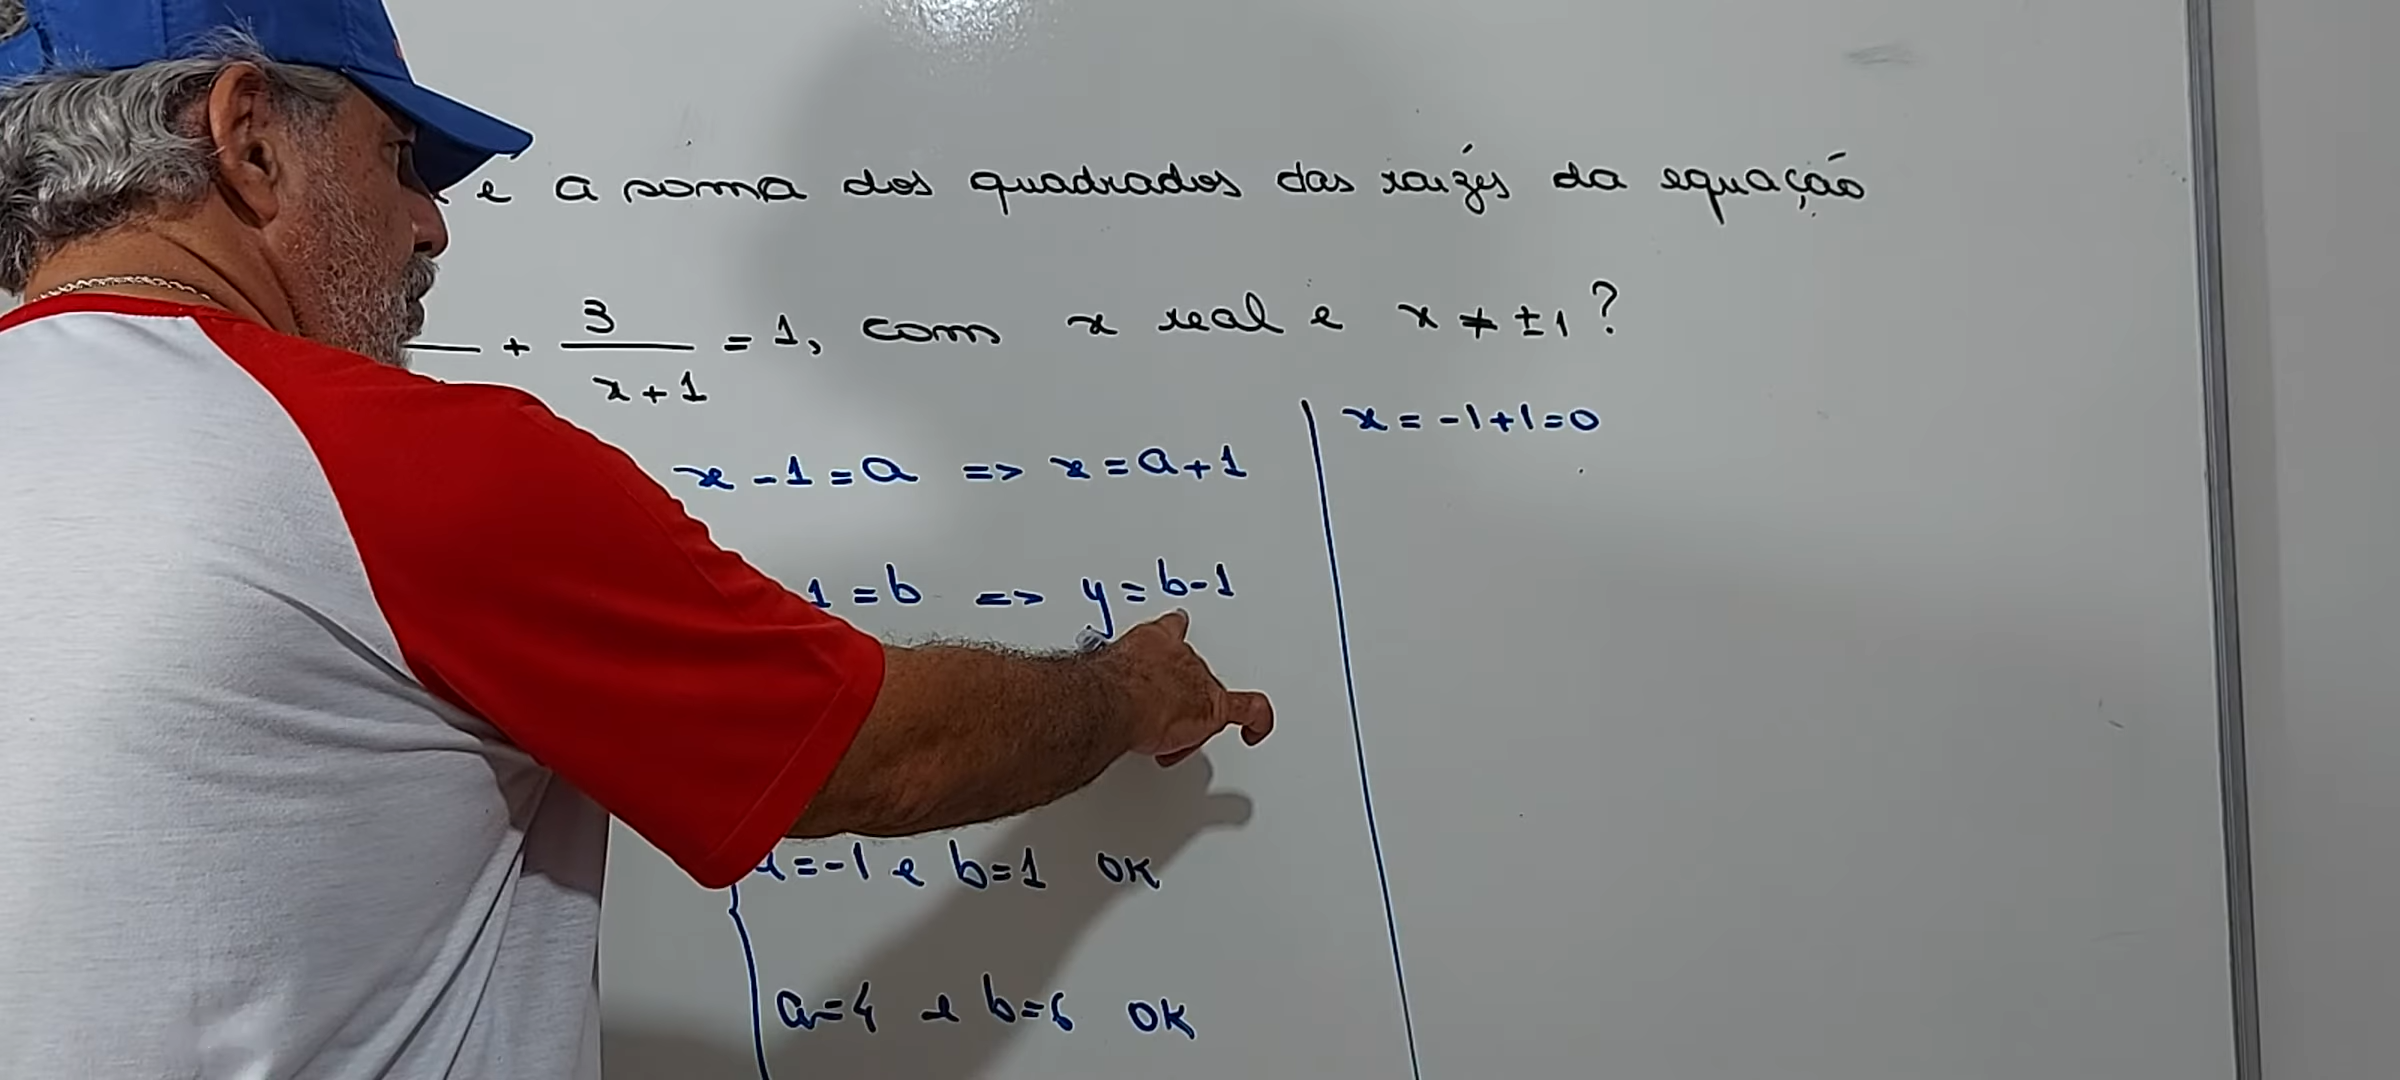 é a soma dos quadrados das raízes da equação
+ 3/(x+1) = 1, com x real e x ≠ ±1?
x - 1 = a => x = a + 1
1 = b => y = b - 1
= -1 e b = 1 OK
a = 4 e b = 6 OK
x = -1 + 1 = 0